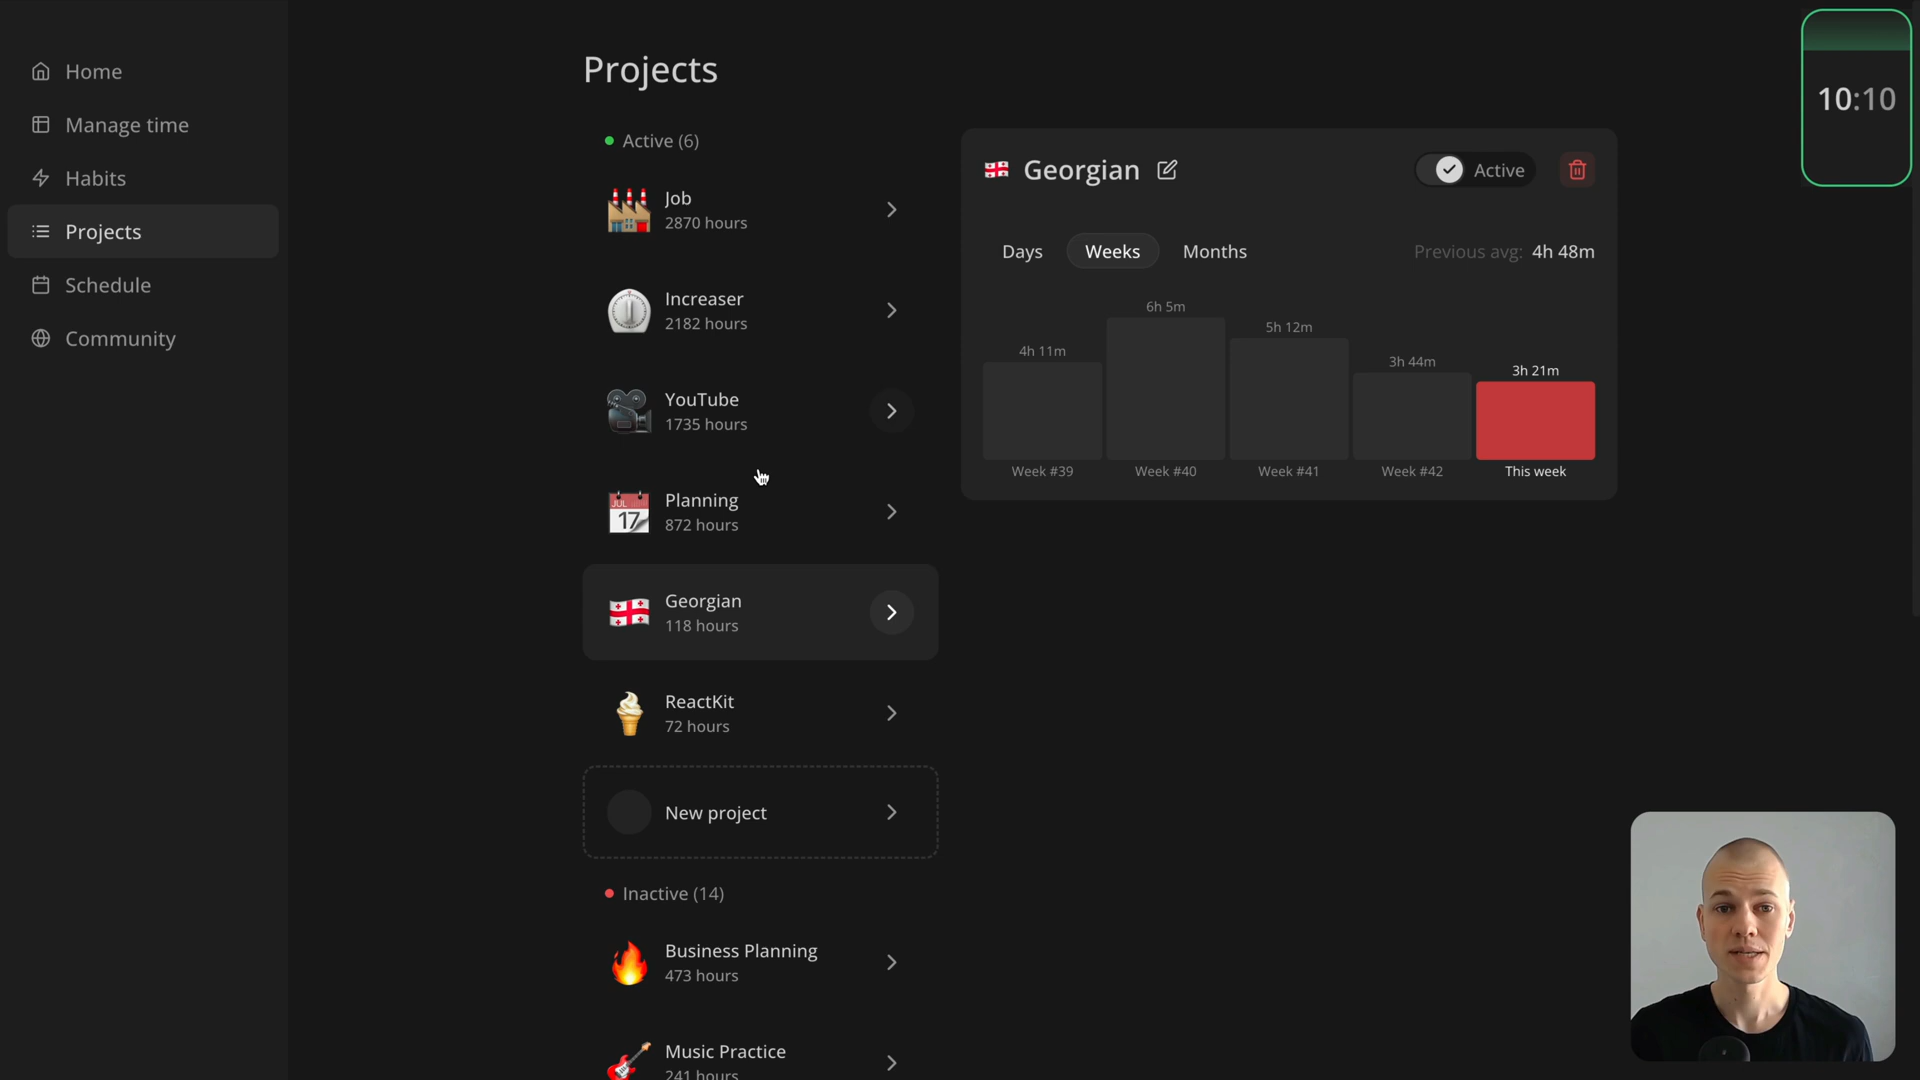 Home
Manage time
Habits
Projects
Schedule
Community
Projects
Active (6)
Job
2870 hours
Increaser
2182 hours
YouTube
1735 hours
JUL
17
Planning
872 hours
Georgian
118 hours
ReactKit
72 hours
New project
Inactive (14)
Business Planning
473 hours
Music Practice
241 hours
Georgian
Active
Days
Weeks
Months
Previous avg: 4h 48m
4h 11m
6h 5m
5h 12m
3h 44m
3h 21m
Week #39
Week #40
Week #41
Week #42
This week
10:10